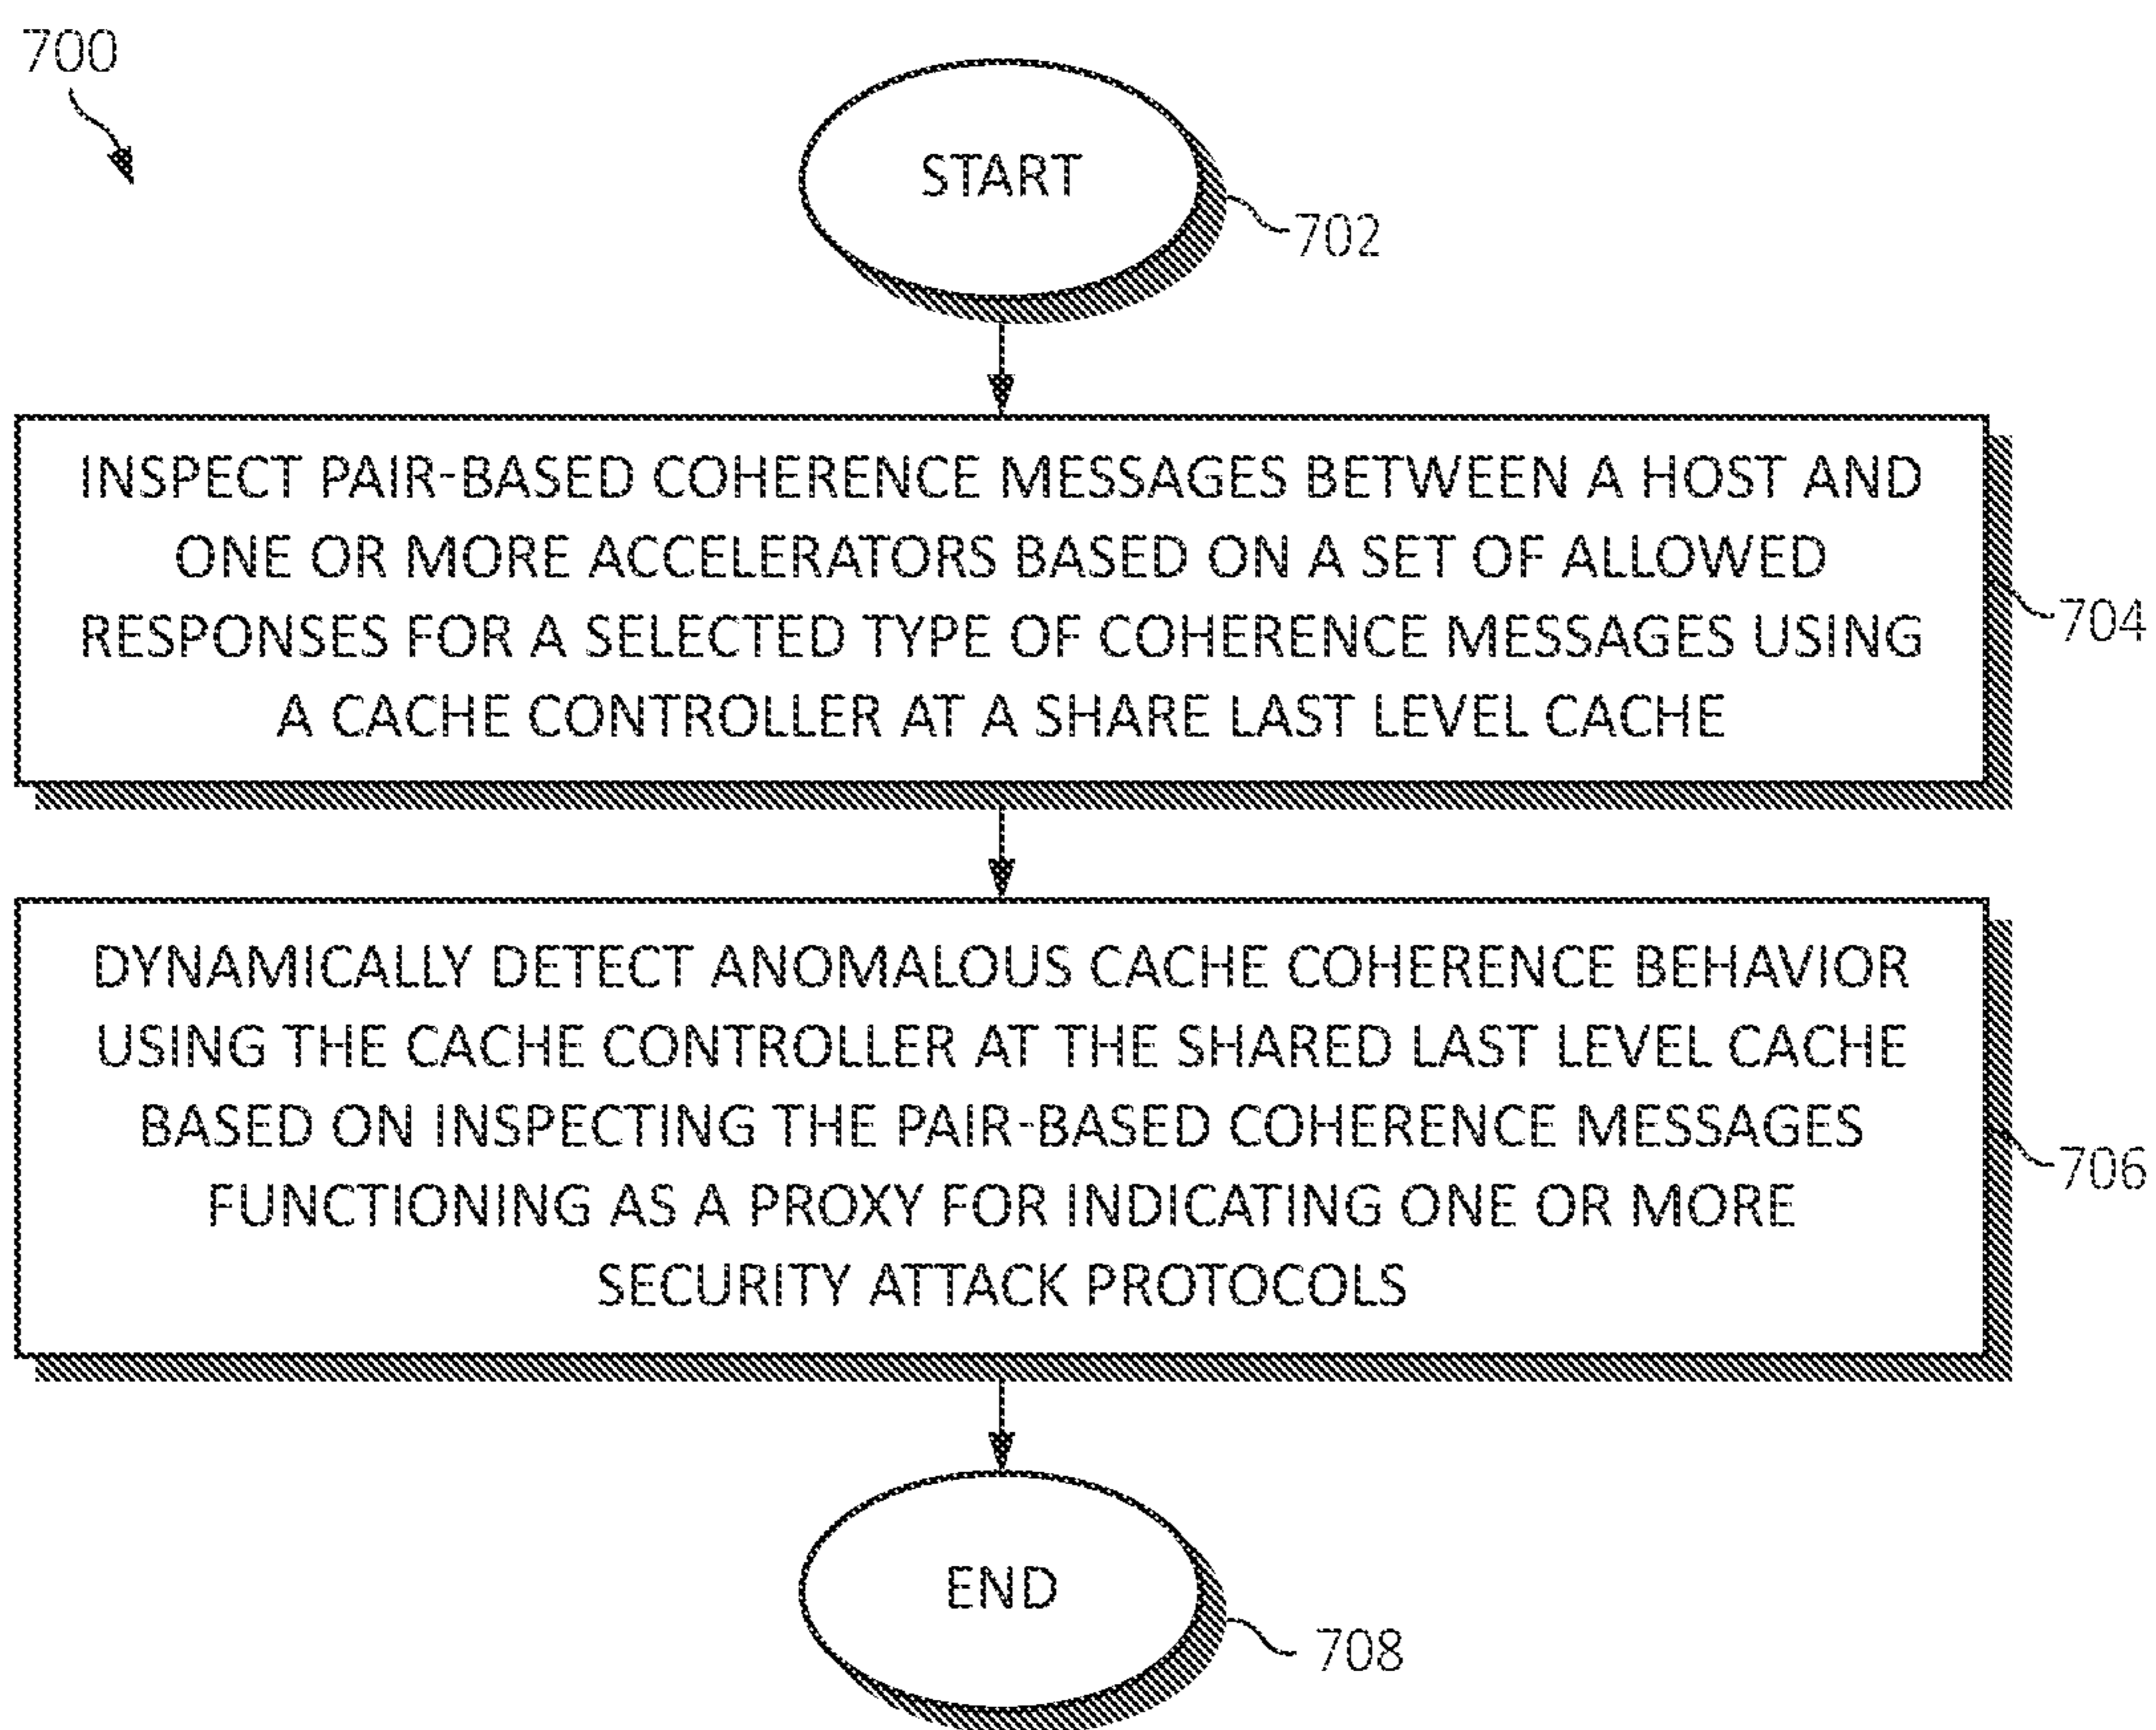 700
START
702
INSPECT PAIR-BASED COHERENCE MESSAGES BETWEEN A HOST AND
ONE OR MORE ACCELERATORS BASED ON A SET OF ALLOWED
RESPONSES FOR A SELECTED TYPE OF COHERENCE MESSAGES USING
A CACHE CONTROLLER AT A SHARE LAST LEVEL CACHE
704
DYNAMICALLY DETECT ANOMALOUS CACHE COHERENCE BEHAVIOR
USING THE CACHE CONTROLLER AT THE SHARED LAST LEVEL CACHE
BASED ON INSPECTING THE PAIR-BASED COHERENCE MESSAGES
FUNCTIONING AS A PROXY FOR INDICATING ONE OR MORE
SECURITY ATTACK PROTOCOLS
706
END
708